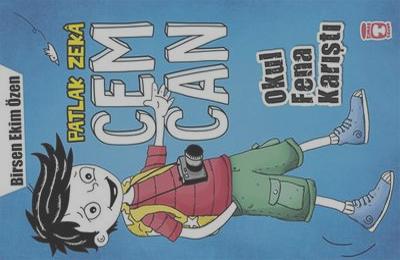 Birsen Ekim Özen
PATLAK ZEKÂ
CEM
CAN
Okul
Fena
Karıştı